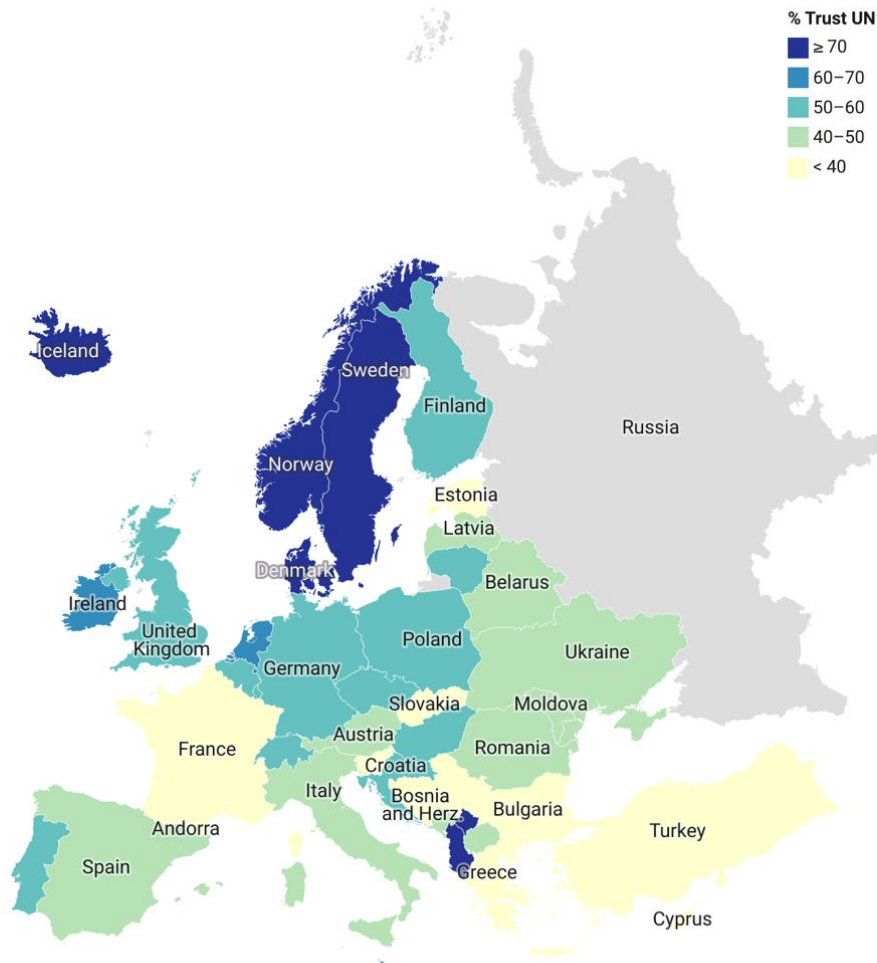 % Trust UN
≥ 70
60–70
50–60
40–50
< 40
Iceland
Sweden
Finland
Russia
Norway
Estonia
Latvia
Denmark
Belarus
Ireland
United
Kingdom
Poland
Germany
Ukraine
Slovakia
Moldova
Austria
France
Romania
Croatia
Italy
Bosnia
and Herz.
Bulgaria
Andorra
Turkey
Spain
Greece
Cyprus